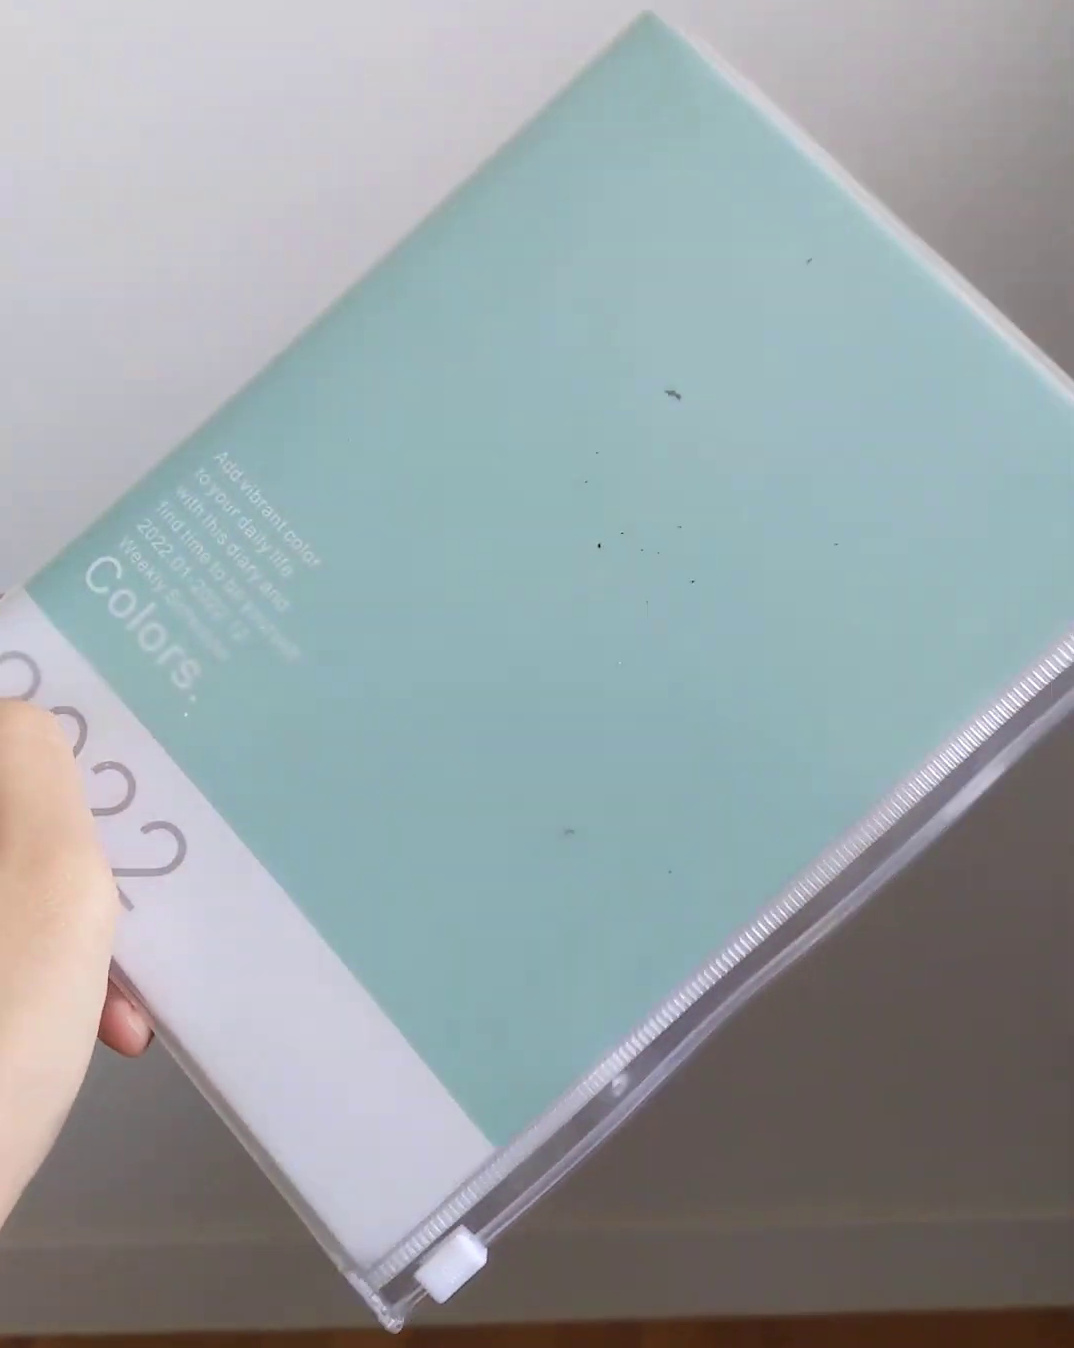 Add vibrant color
to your daily life
with this diary and
find time to be yourself
2022.01-2022.12
Weekly Schedule
Colors.
2022